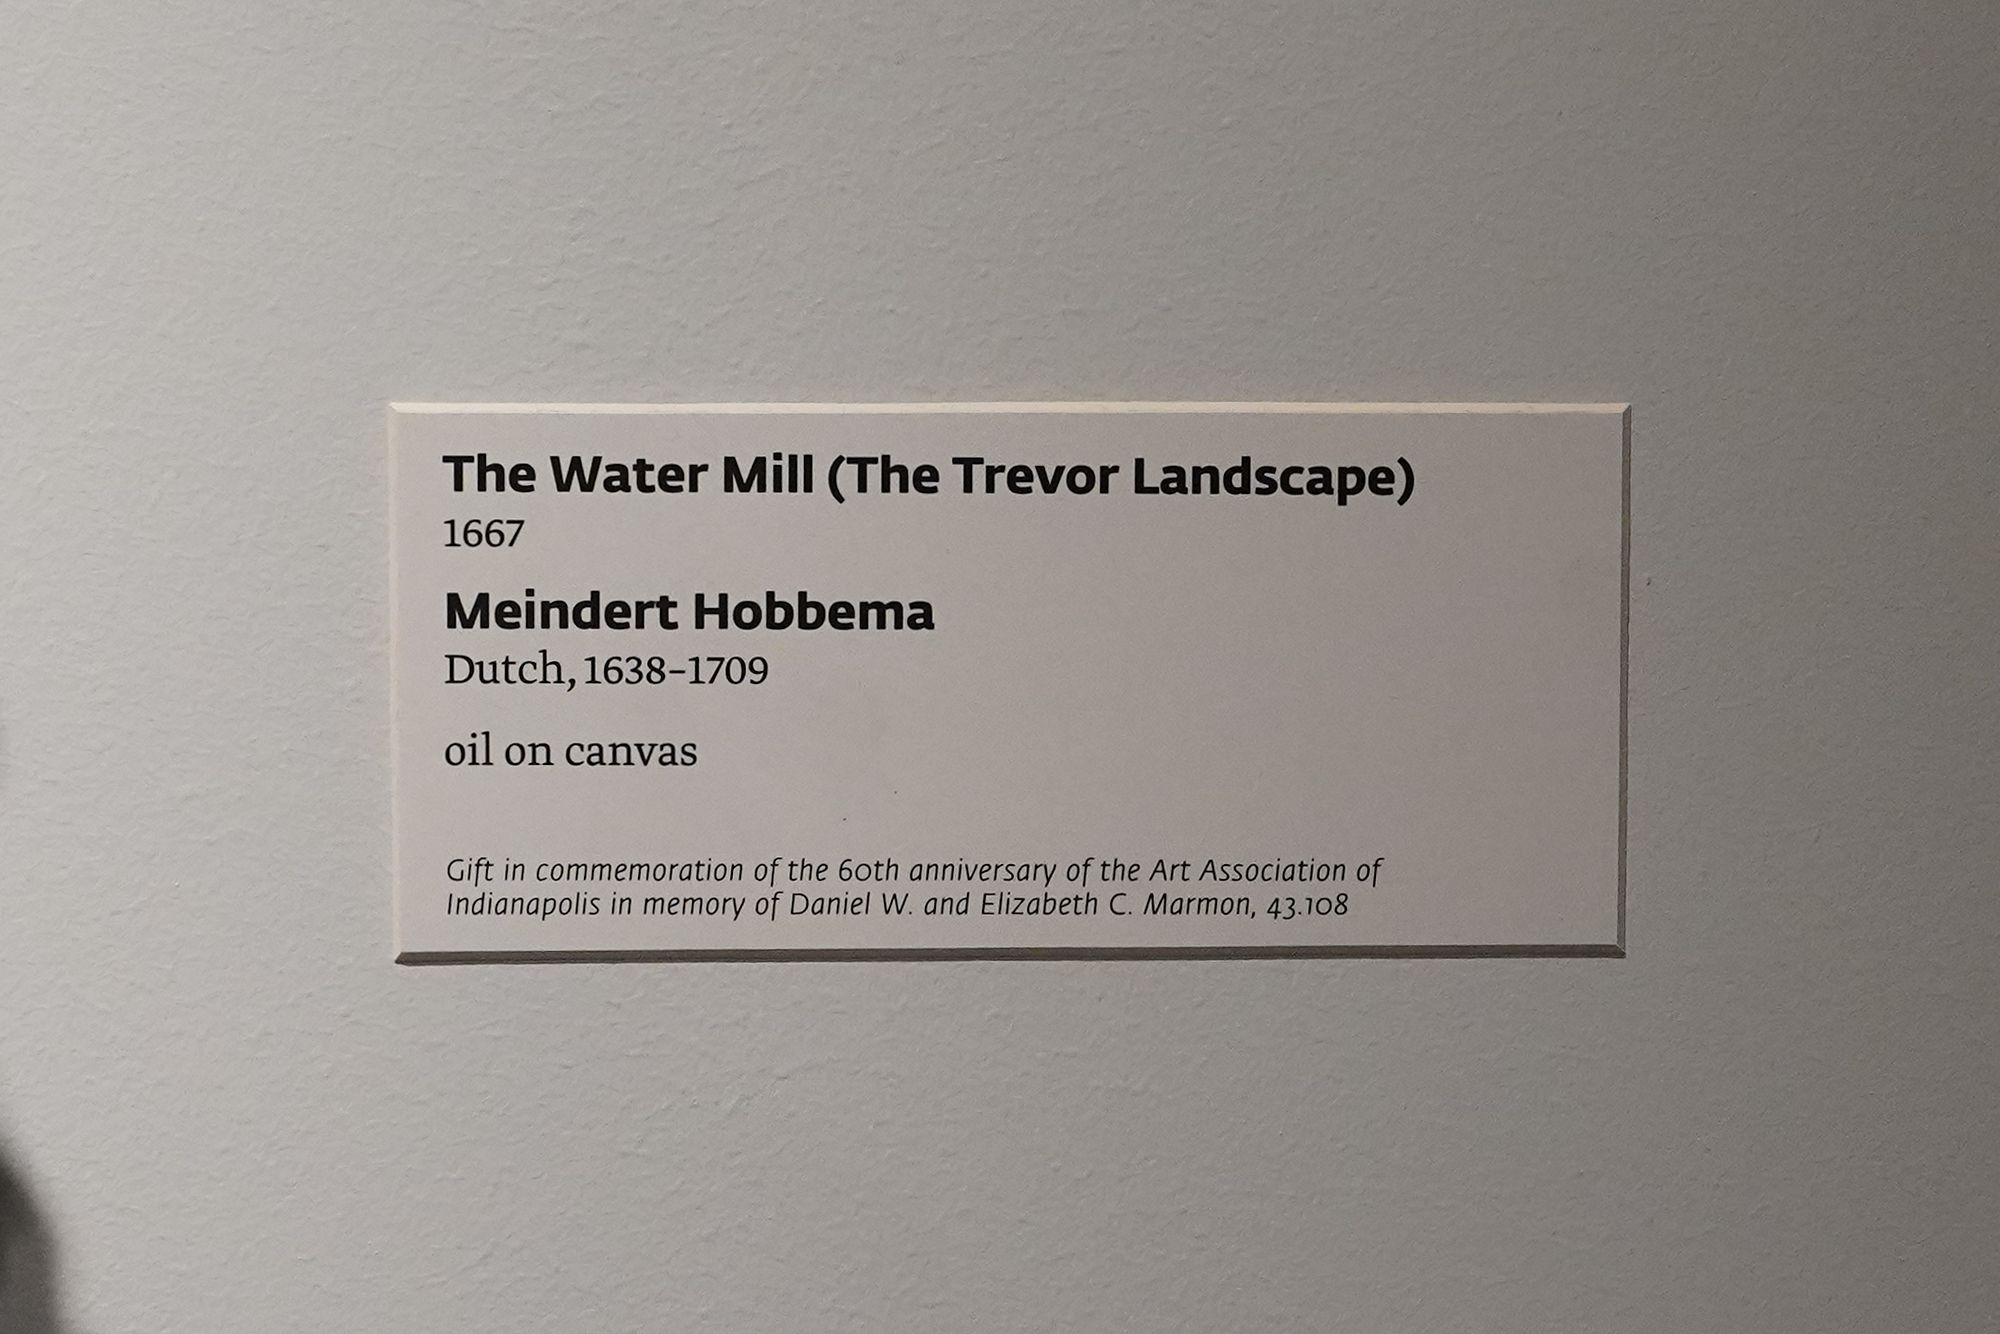 The Water Mill (The Trevor Landscape)
1667
Meindert Hobbema
Dutch, 1638–1709
oil on canvas
Gift in commemoration of the 60th anniversary of the Art Association of
Indianapolis in memory of Daniel W. and Elizabeth C. Marmon, 43.108